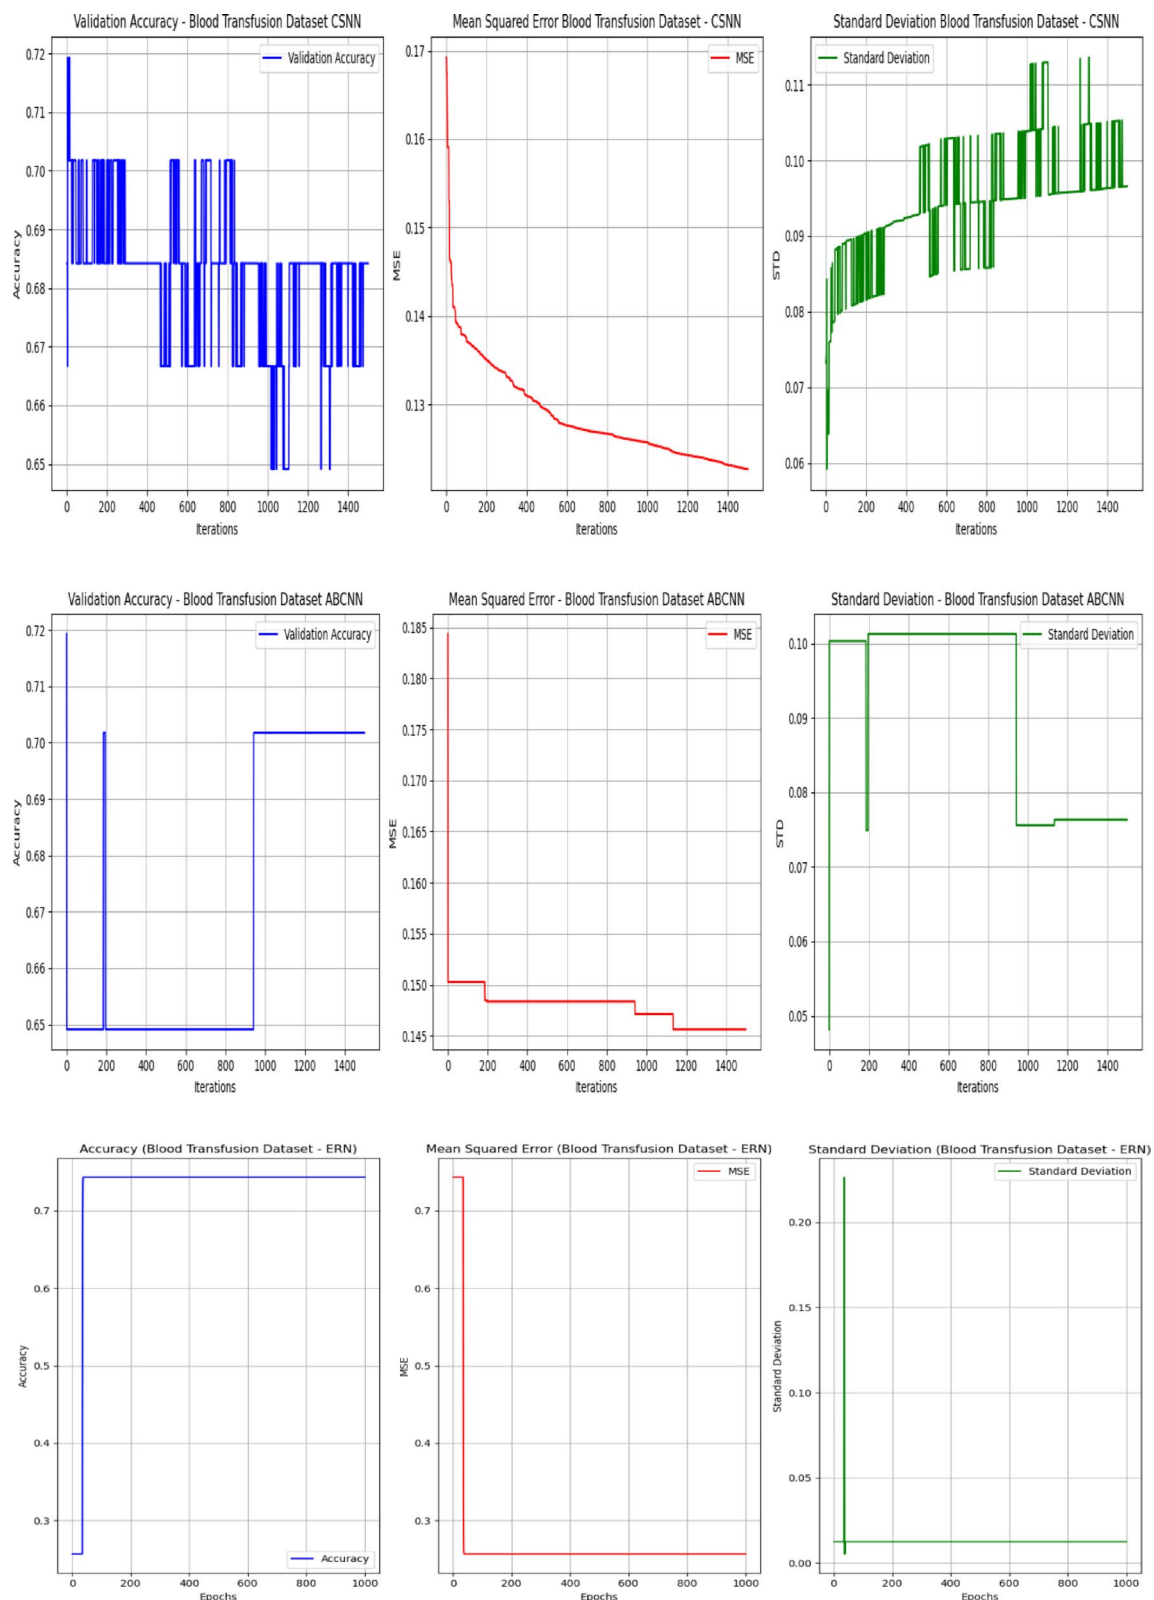 Validation Accuracy - Blood Transfusion Dataset CSNN
Validation Accuracy
0.72
0.71
0.70
0.69
0.68
0.67
0.66
0.65
Accuracy
0 200 400 600 800 1000 1200 1400
Iterations
Mean Squared Error Blood Transfusion Dataset - CSNN
MSE
0.17
0.16
0.15
0.14
0.13
MSE
0 200 400 600 800 1000 1200 1400
Iterations
Standard Deviation Blood Transfusion Dataset - CSNN
Standard Deviation
0.11
0.10
0.09
0.08
0.07
0.06
STD
0 200 400 600 800 1000 1200 1400
Iterations
Validation Accuracy - Blood Transfusion Dataset ABCNN
Validation Accuracy
0.72
0.71
0.70
0.69
0.68
0.67
0.66
0.65
Accuracy
0 200 400 600 800 1000 1200 1400
Iterations
Mean Squared Error - Blood Transfusion Dataset ABCNN
MSE
0.185
0.180
0.175
0.170
0.165
0.160
0.155
0.150
0.145
MSE
0 200 400 600 800 1000 1200 1400
Iterations
Standard Deviation - Blood Transfusion Dataset ABCNN
Standard Deviation
0.10
0.09
0.08
0.07
0.06
0.05
STD
0 200 400 600 800 1000 1200 1400
Iterations
Accuracy (Blood Transfusion Dataset - ERN)
0.7
0.6
0.5
0.4
0.3
Accuracy
Accuracy
0 200 400 600 800 1000
Epochs
Mean Squared Error (Blood Transfusion Dataset - ERN)
MSE
0.7
0.6
0.5
0.4
0.3
MSE
0 200 400 600 800 1000
Epochs
Standard Deviation (Blood Transfusion Dataset - ERN)
Standard Deviation
0.20
0.15
0.10
0.05
0.00
Standard Deviation
0 200 400 600 800 1000
Epochs